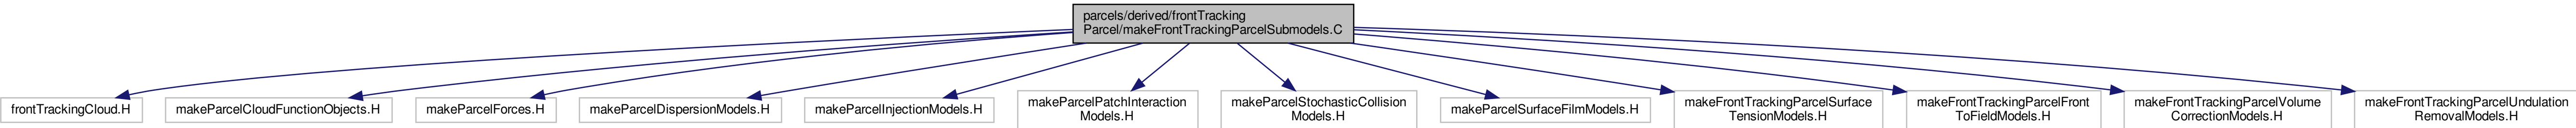 parcels/derived/frontTracking
Parcel/makeFrontTrackingParcelSubmodels.C
frontTrackingCloud.H
makeParcelCloudFunctionObjects.H
makeParcelForces.H
makeParcelDispersionModels.H
makeParcelInjectionModels.H
makeParcelPatchInteraction
Models.H
makeParcelStochasticCollision
Models.H
makeParcelSurfaceFilmModels.H
makeFrontTrackingParcelSurface
TensionModels.H
makeFrontTrackingParcelFront
ToFieldModels.H
makeFrontTrackingParcelVolume
CorrectionModels.H
makeFrontTrackingParcelUndulation
RemovalModels.H